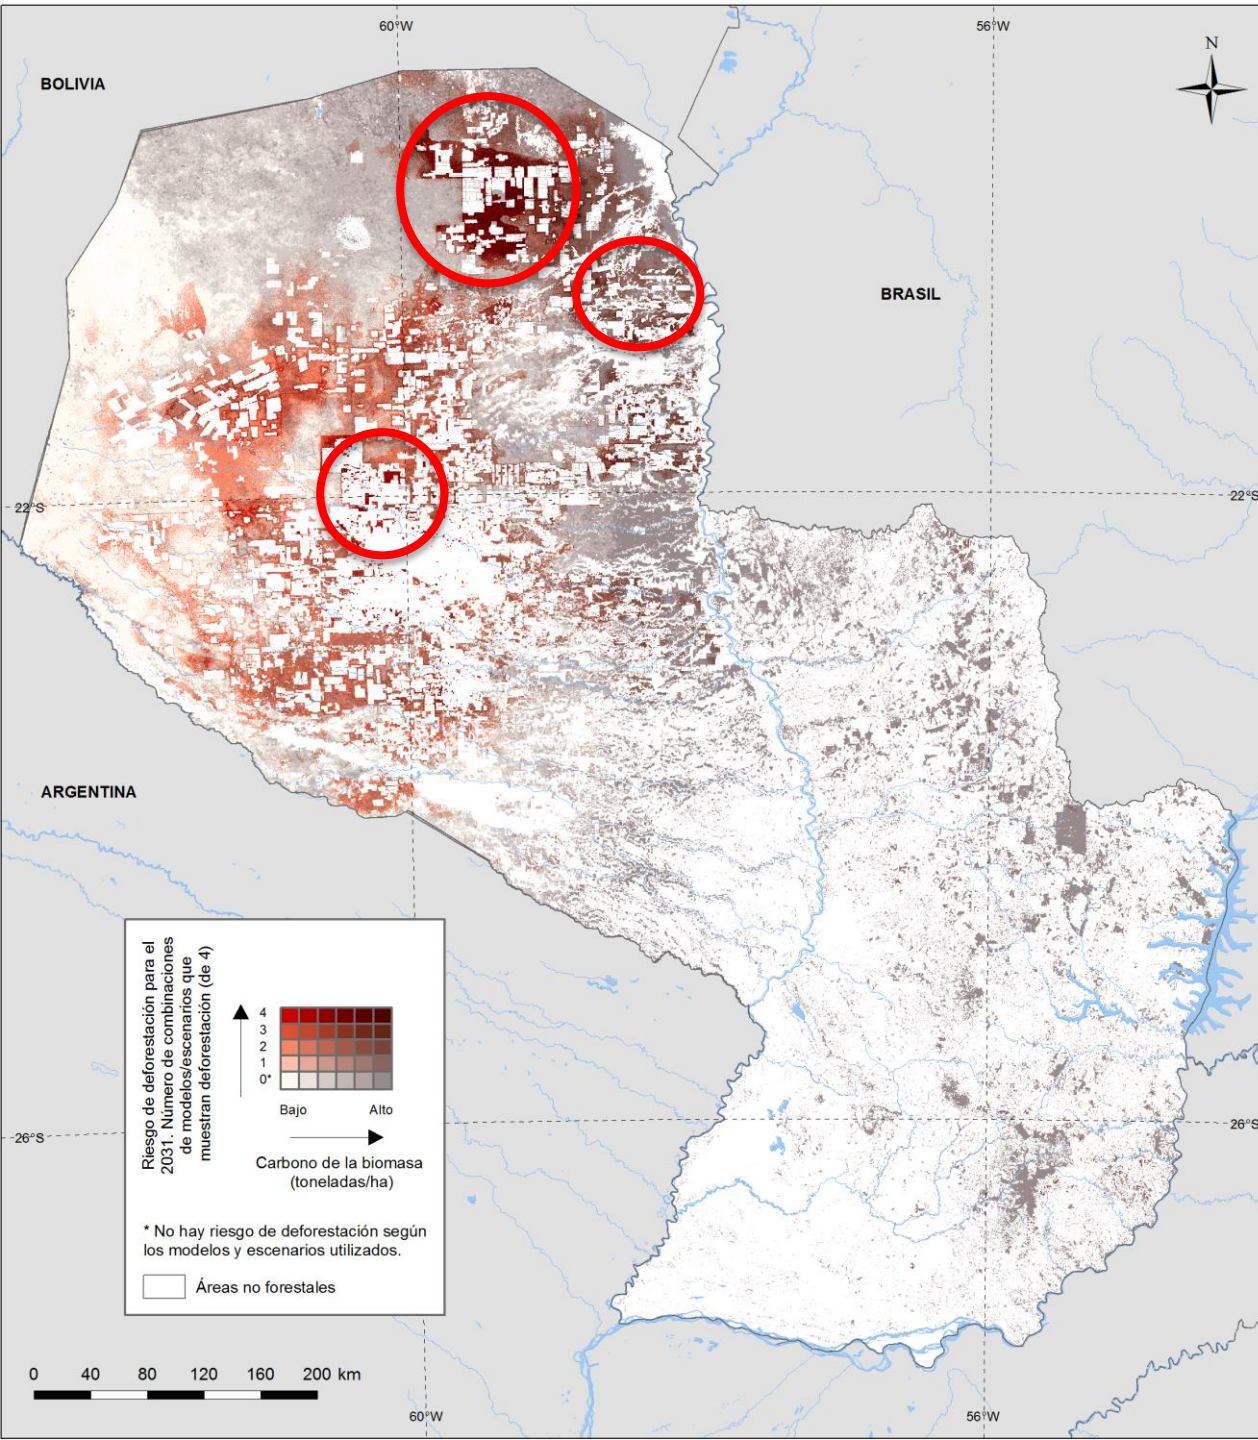 60°W
56°W
N
BOLIVIA
BRASIL
22°S
22°S
ARGENTINA
Riesgo de deforestación para el
2031. Número de combinaciones
de modelos/escenarios que
muestran deforestación (de 4)
4
3
2
1
0*
Bajo
Alto
Carbono de la biomasa
(toneladas/ha)
* No hay riesgo de deforestación según
los modelos y escenarios utilizados.
Áreas no forestales
26°S
26°S
0 40 80 120 160 200 km
60°W
56°W